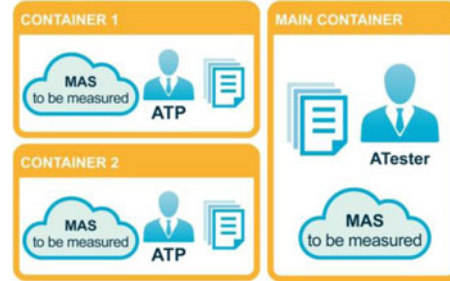 CONTAINER 1
MAS
to be measured
ATP
CONTAINER 2
MAS
to be measured
ATP
MAIN CONTAINER
ATester
MAS
to be measured